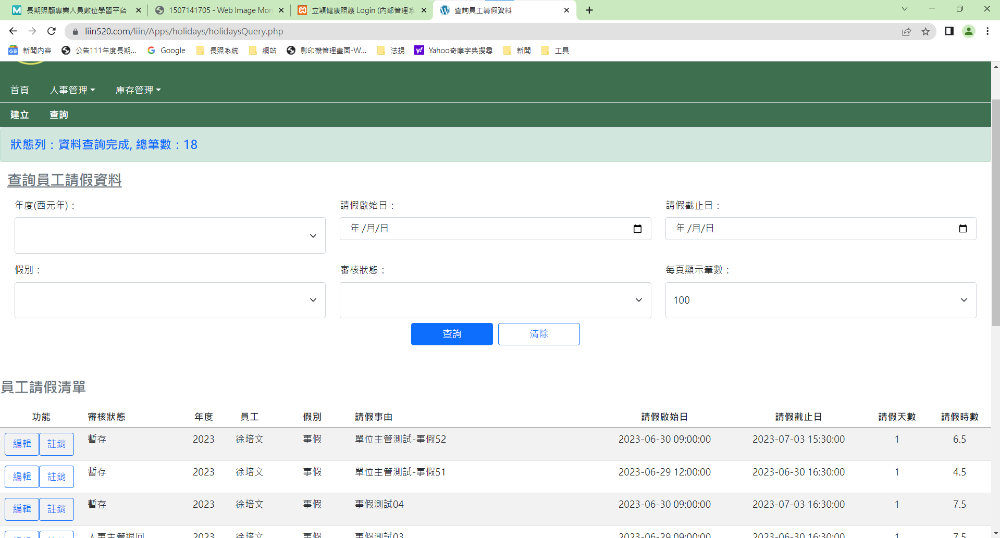 長期照顧專業人員數位學習平台
1507141705 - Web Image Mon
立穎健康照護 Login (內部管理系
查詢員工請假資料
liin520.com/liin/Apps/holidays/holidaysQuery.php
新聞內容
公告111年度長期...
Google
長照系統
網站
影印機管理畫面-W...
法規
Yahoo奇摩字典搜尋
新聞
工具
首頁 人事管理 庫存管理
建立 查詢
狀態列：資料查詢完成, 總筆數：18
查詢員工請假資料
年度(西元年)： 請假啟始日： 請假截止日：
年 /月/日 年 /月/日
假別： 審核狀態： 每頁顯示筆數：
100
查詢 清除
員工請假清單
功能 審核狀態 年度 員工 假別 請假事由 請假啟始日 請假截止日 請假天數 請假時數
編輯 註銷 暫存 2023 徐培文 事假 單位主管測試-事假52 2023-06-30 09:00:00 2023-07-03 15:30:00 1 6.5
編輯 註銷 暫存 2023 徐培文 事假 單位主管測試-事假51 2023-06-29 12:00:00 2023-06-30 16:30:00 1 4.5
編輯 註銷 暫存 2023 徐培文 事假 事假測試04 2023-06-30 09:00:00 2023-07-03 16:30:00 1 7.5
編輯 註銷 人事主管退回 2023 徐培文 事假 事假測試03 2023-06-29 09:00:00 2023-06-30 16:30:00 1 7.5